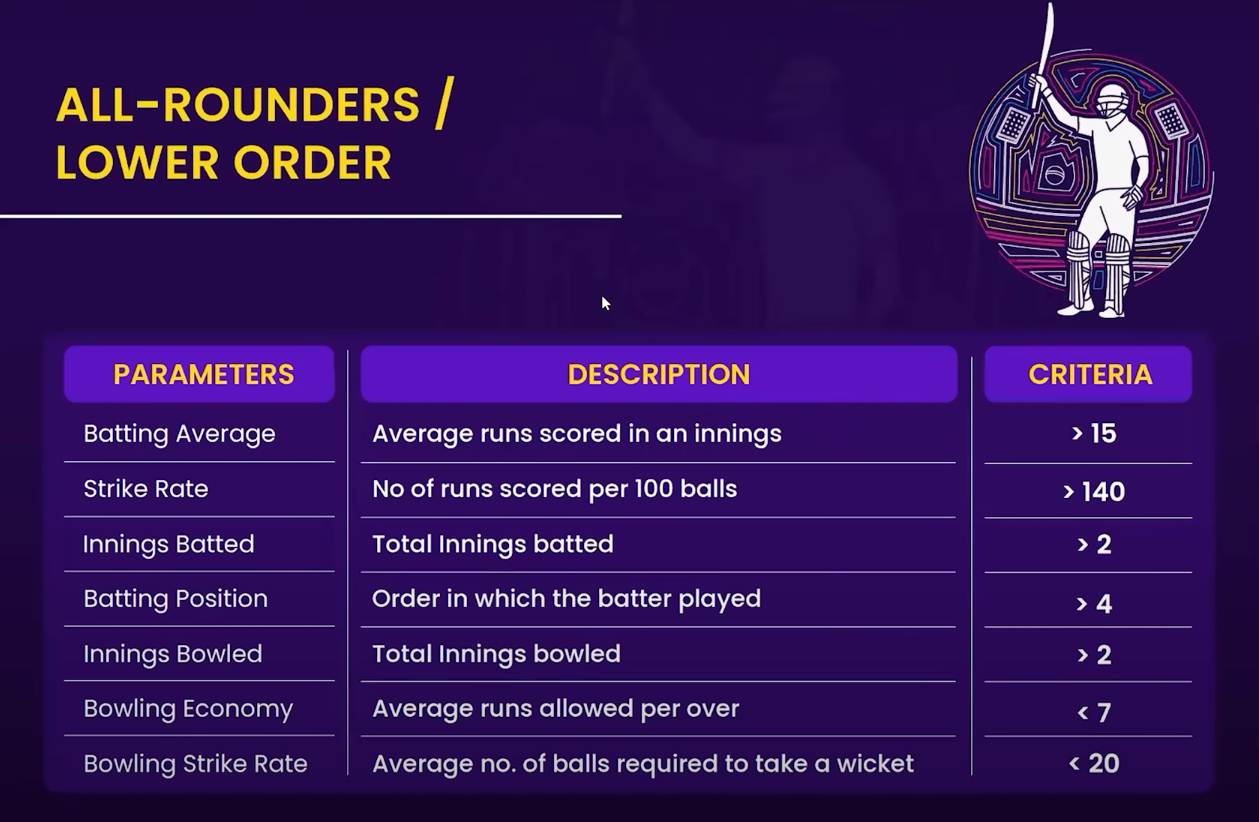 ALL-ROUNDERS /
LOWER ORDER
PARAMETERS DESCRIPTION CRITERIA
Batting Average Average runs scored in an innings > 15
Strike Rate No of runs scored per 100 balls > 140
Innings Batted Total Innings batted > 2
Batting Position Order in which the batter played > 4
Innings Bowled Total Innings bowled > 2
Bowling Economy Average runs allowed per over < 7
Bowling Strike Rate Average no. of balls required to take a wicket < 20